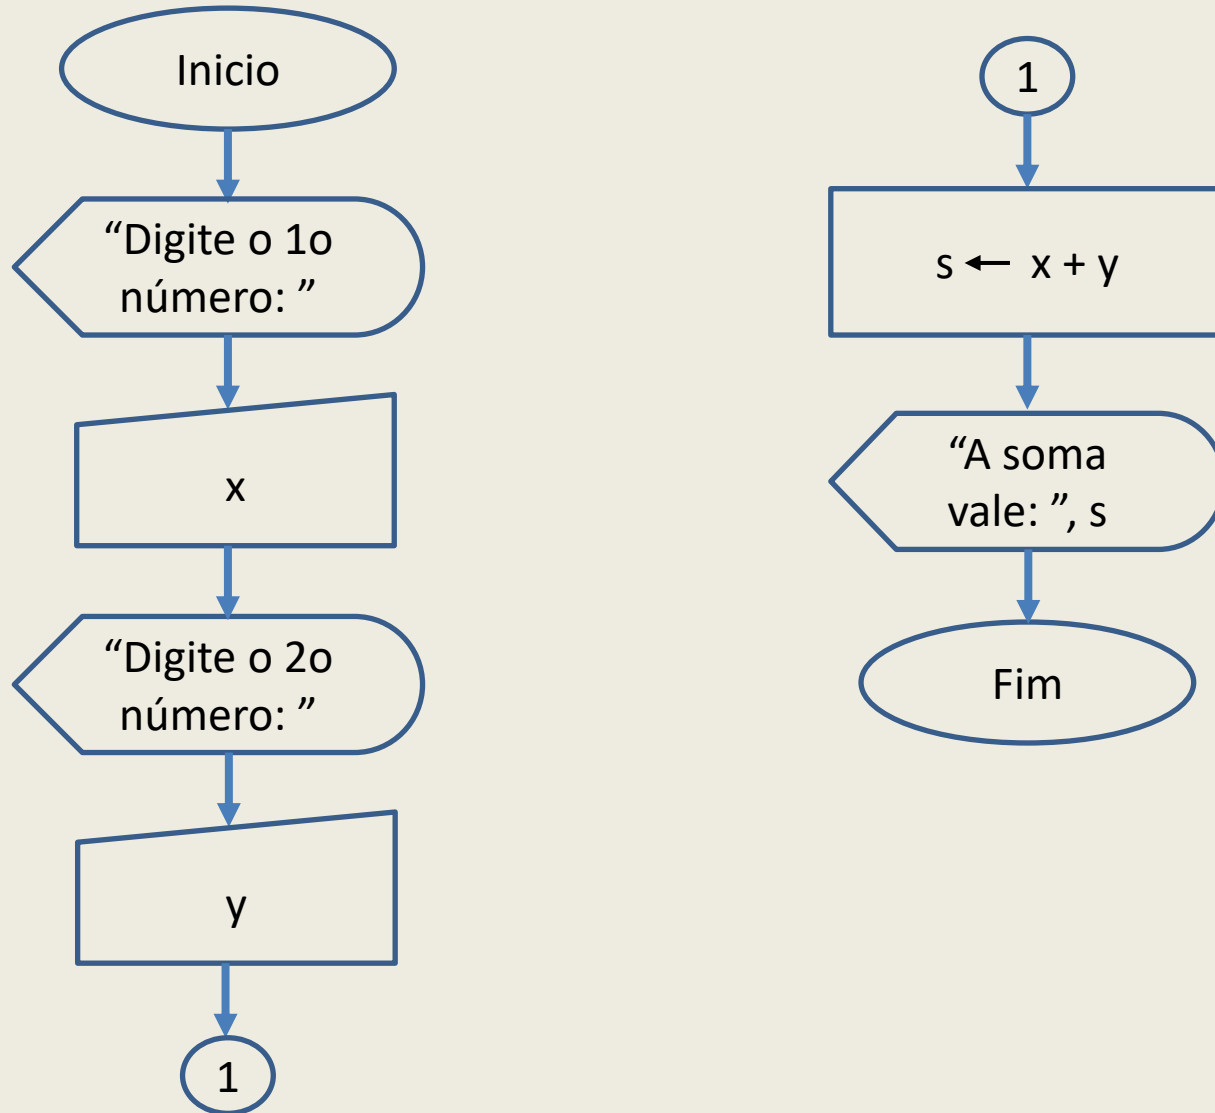 Inicio
“Digite o 1o
número: ”
x
“Digite o 2o
número: ”
y
1
1
s ← x + y
“A soma
vale: ”, s
Fim